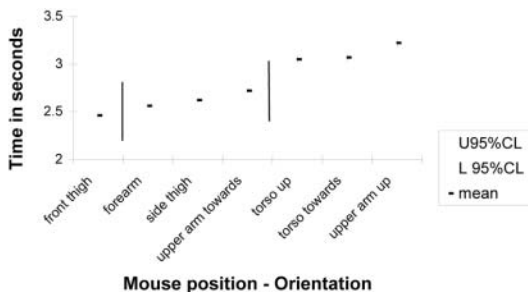 3.5
3
2.5
2
Time in seconds
front thigh
forearm
side thigh
upper arm towards
torso up
torso towards
upper arm up
Mouse position - Orientation
U95%CL
L 95%CL
mean